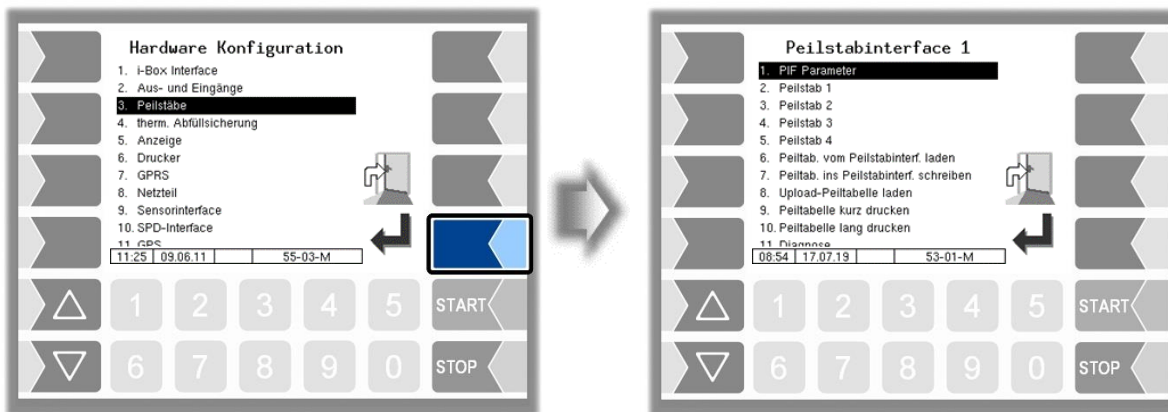 Hardware Konfiguration
1. i-Box Interface
2. Aus- und Eingänge
3. Peilstäbe
4. therm. Abfüllsicherung
5. Anzeige
6. Drucker
7. GPRS
8. Netzteil
9. Sensorinterface
10. SPD-Interface
11. GPS
11:25 09.06.11 55-03-M
1 2 3 4 5 START
6 7 8 9 0 STOP
Peilstabinterface 1
1. PIF Parameter
2. Peilstab 1
3. Peilstab 2
4. Peilstab 3
5. Peilstab 4
6. Peiltab. vom Peilstabinterf. laden
7. Peiltab. ins Peilstabinterf. schreiben
8. Upload-Peiltabelle laden
9. Peiltabelle kurz drucken
10. Peiltabelle lang drucken
11. Diagnose
08:54 17.07.19 53-01-M
1 2 3 4 5 START
6 7 8 9 0 STOP